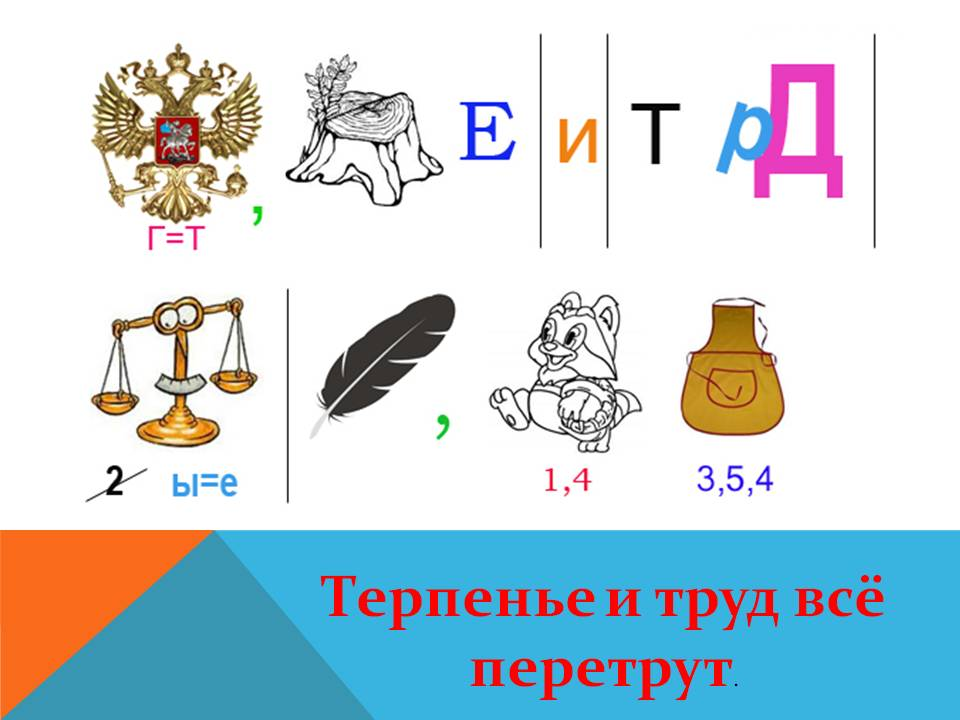 , Е и Т р Д
Г=Т
,
2 ы=е 1,4 3,5,4
Терпенье и труд всё
перетрут.